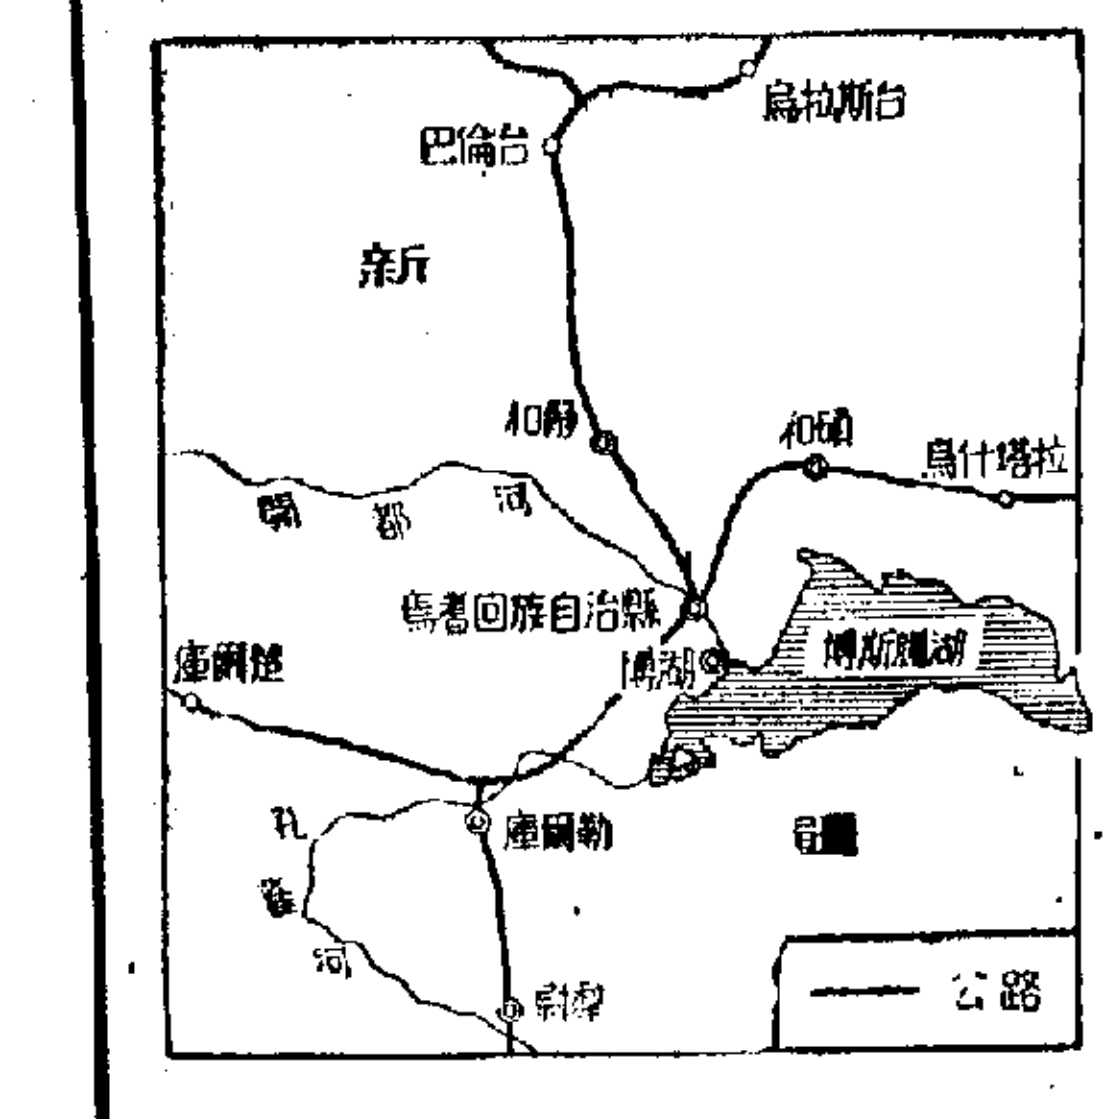 烏拉斯台
巴倫台
新
和靜
和碩
烏什塔拉
開都河
焉耆回族自治縣
庫爾楚
博湖
博斯騰湖
孔雀河
庫爾勒
疆
尉犁
公路